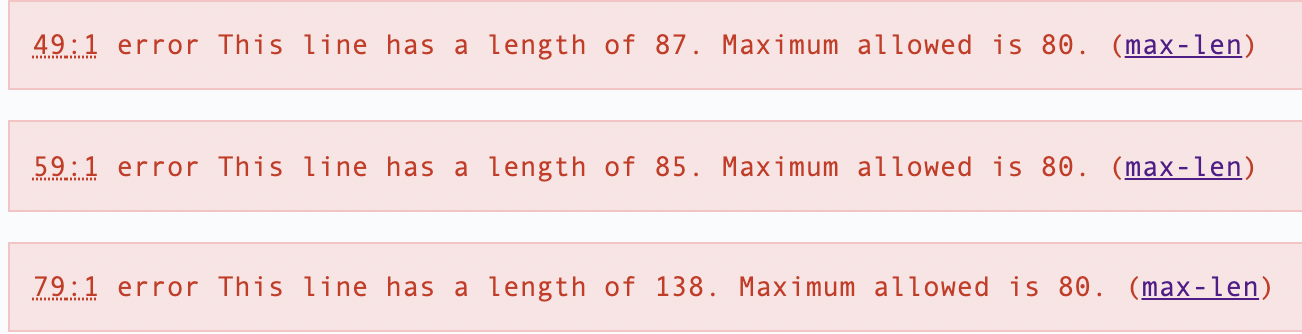 49:1 error This line has a length of 87. Maximum allowed is 80. (max-len)
59:1 error This line has a length of 85. Maximum allowed is 80. (max-len)
79:1 error This line has a length of 138. Maximum allowed is 80. (max-len)